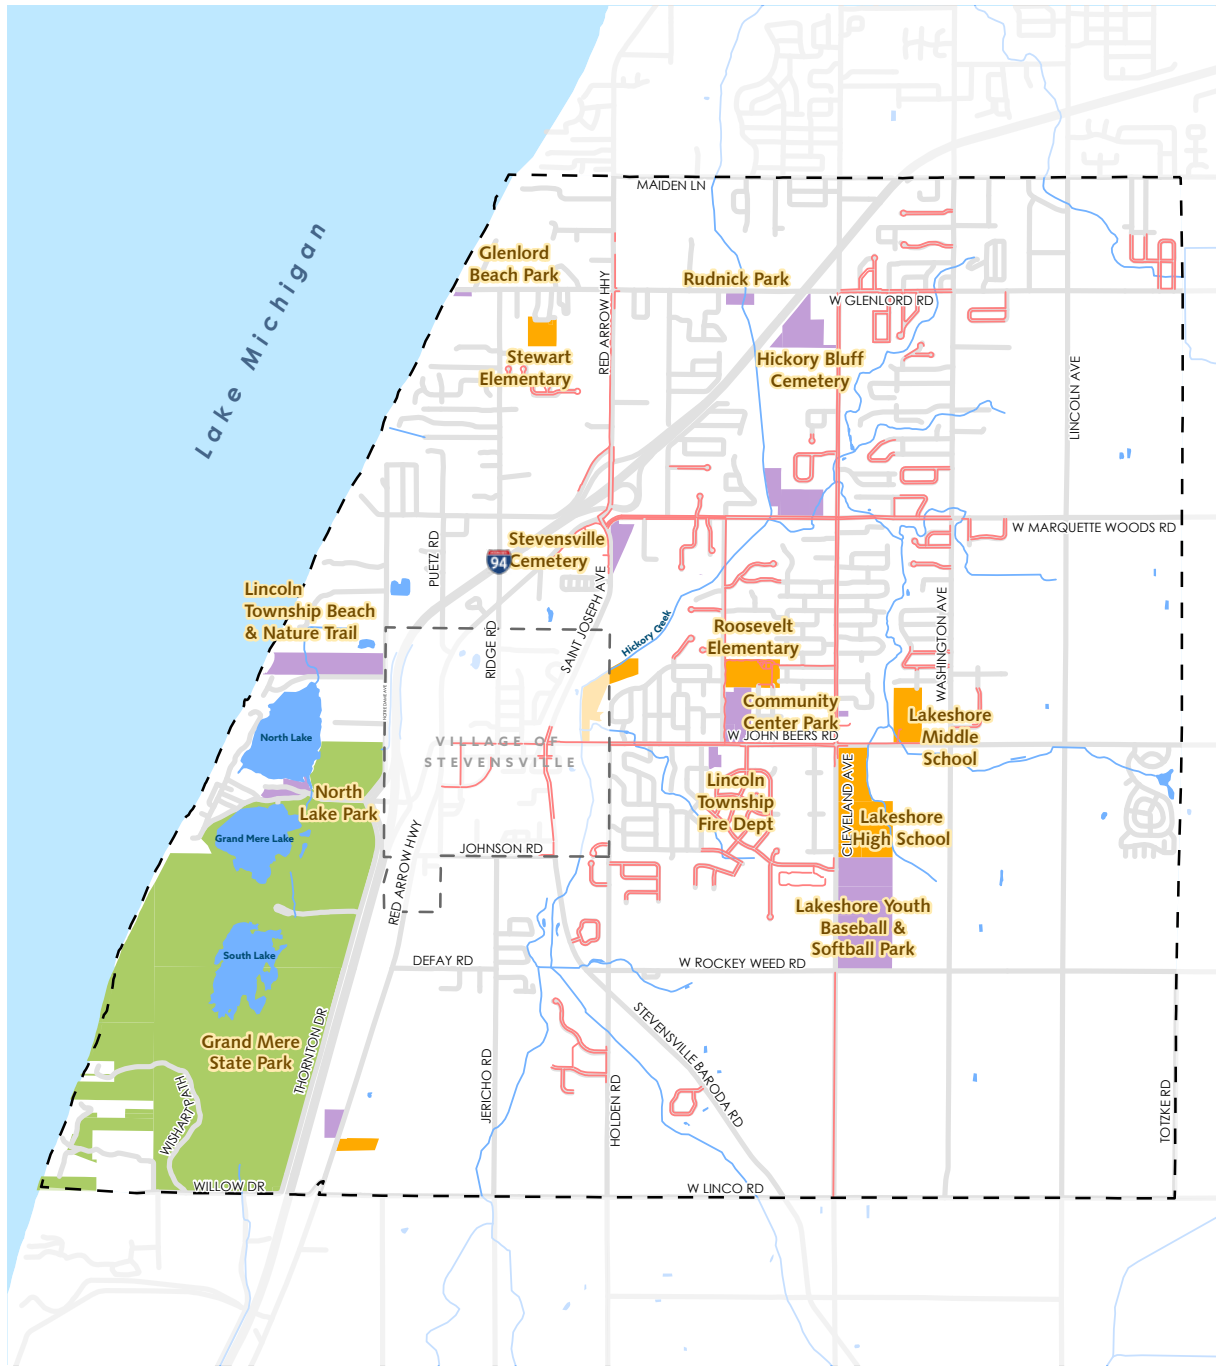 MAIDEN LN
Glenlord
Beach Park
Rudnick Park
W GLENLORD RD
RED ARROW HHY
Lake Michigan
Stewart
Elementary
Hickory Bluff
Cemetery
LINCOLN AVE
W MARQUETTE WOODS RD
Stevensville
Cemetery
94
PUETZ RD
Lincoln
Township Beach
& Nature Trail
SAINT JOSEPH AVE
RIDGE RD
Hickory Creek
Roosevelt
Elementary
WASHINGTON AVE
Community
Center Park
W JOHN BEERS RD
Lakeshore
Middle
School
North Lake
VILLAGE OF
STEVENSVILLE
North
Lake Park
Lincoln
Township
Fire Dept
CLEVELAND AVE
Lakeshore
High School
Grand Mere Lake
JOHNSON RD
RED ARROW HWY
Lakeshore Youth
Baseball &
Softball Park
South Lake
DEFAY RD
W ROCKEY WEED RD
Grand Mere
State Park
THORNTON DR
STEVENSVILLE BARODA RD
WISHART PATH
JERICHO RD
HOLDEN RD
TOTZKE RD
WILLOW DR
W LINCO RD